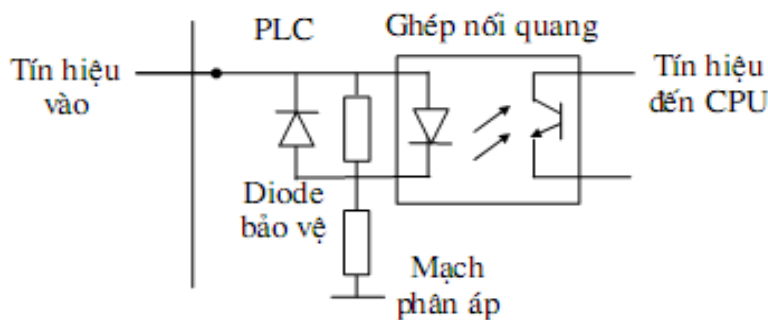 PLC
Ghép nối quang
Tín hiệu
vào
Tín hiệu
đến CPU
Diode
bảo vệ
Mạch
phân áp